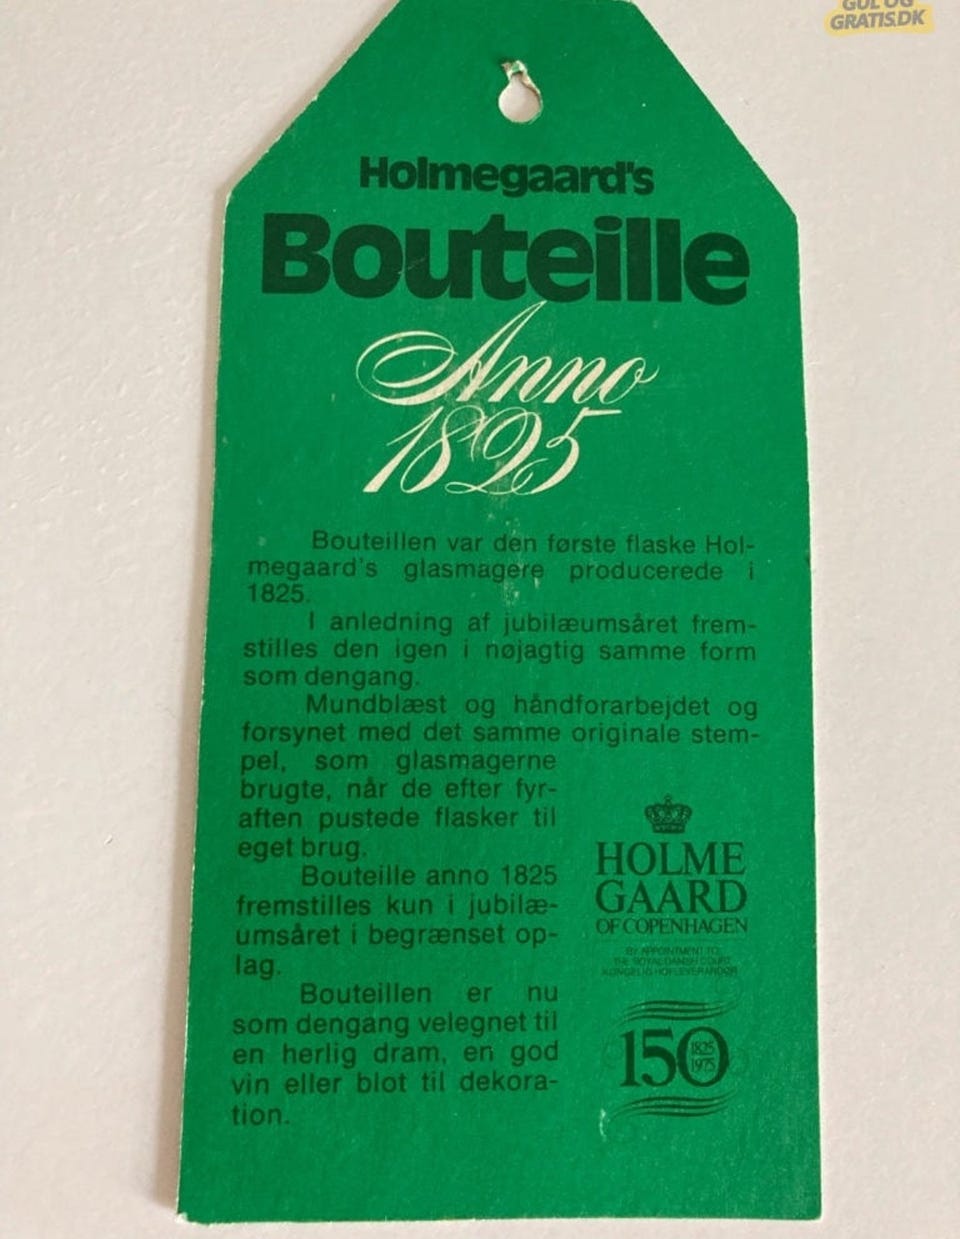 GUL OG
GRATIS.DK
Holmegaard's
Bouteille
Anno
1825
Bouteillen var den første flaske Hol-
megaard's glasmagere producerede i
1825.
I anledning af jubilæumsåret frem-
stilles den igen i nøjagtig samme form
som dengang.
Mundblæst og håndforarbejdet og
forsynet med det samme originale stem-
pel, som glasmagerne
brugte, når de efter fyr-
aften pustede flasker til
eget brug.
Bouteille anno 1825
fremstilles kun i jubilæ-
umsåret i begrænset op-
lag.
Bouteillen er nu
som dengang velegnet til
en herlig dram, en god
vin eller blot til dekora-
tion.
HOLME
GAARD
OF COPENHAGEN
BY APPOINTMENT TO
THE ROYAL DANISH COURT
KONGELIG HOFLEVERANDØR
150
1825
1975